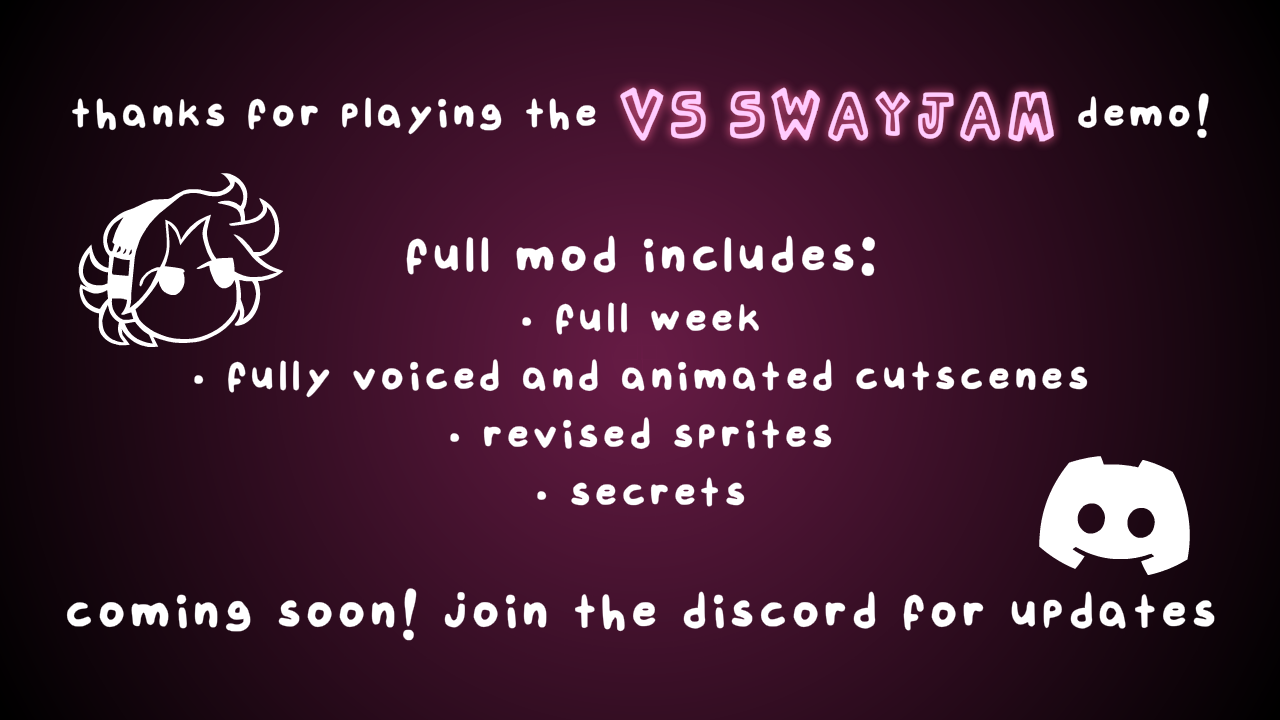 thanks for playing the VS SWAYJAM demo!
full mod includes:
• full week
• fully voiced and animated cutscenes
• revised sprites
• secrets
coming soon! join the discord for updates